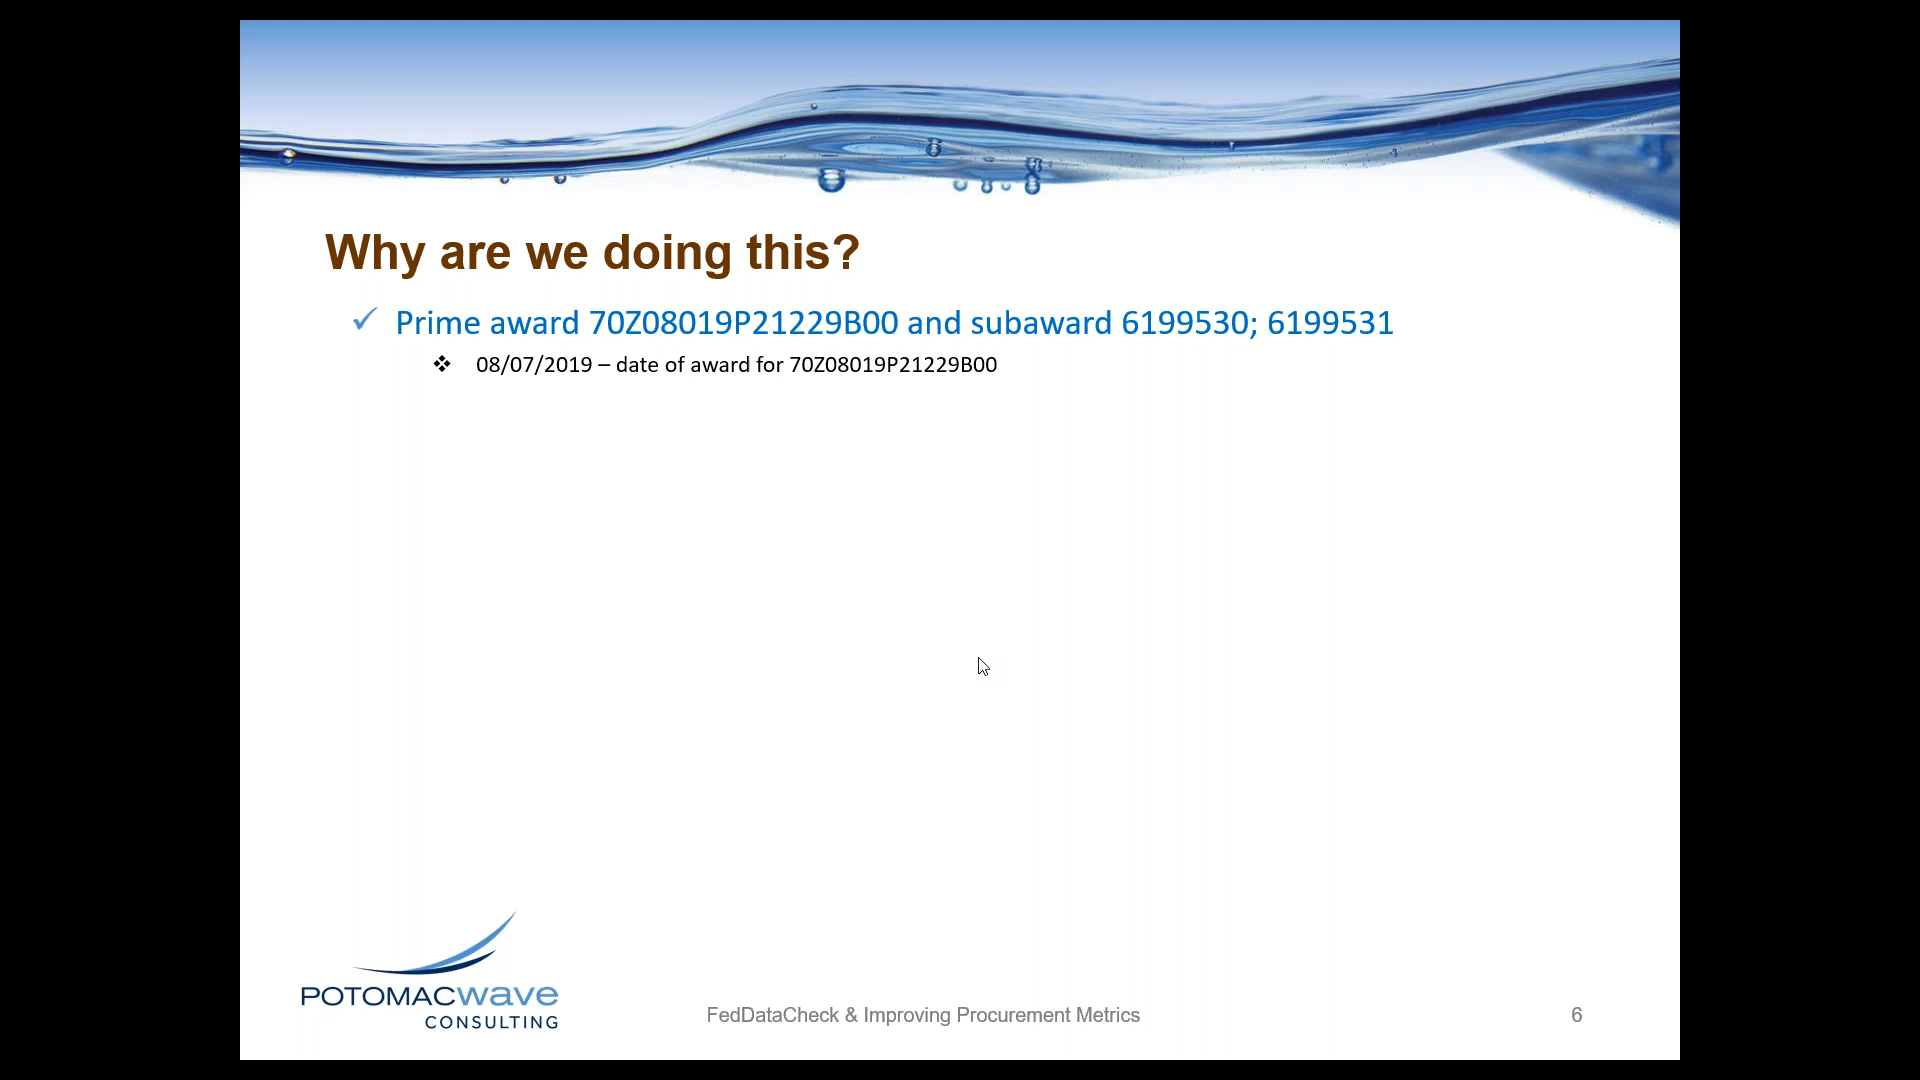 Why are we doing this?
✓ Prime award 70Z08019P21229B00 and subaward 6199530; 6199531
❖ 08/07/2019 – date of award for 70Z08019P21229B00
POTOMACwave
CONSULTING
FedDataCheck & Improving Procurement Metrics
6